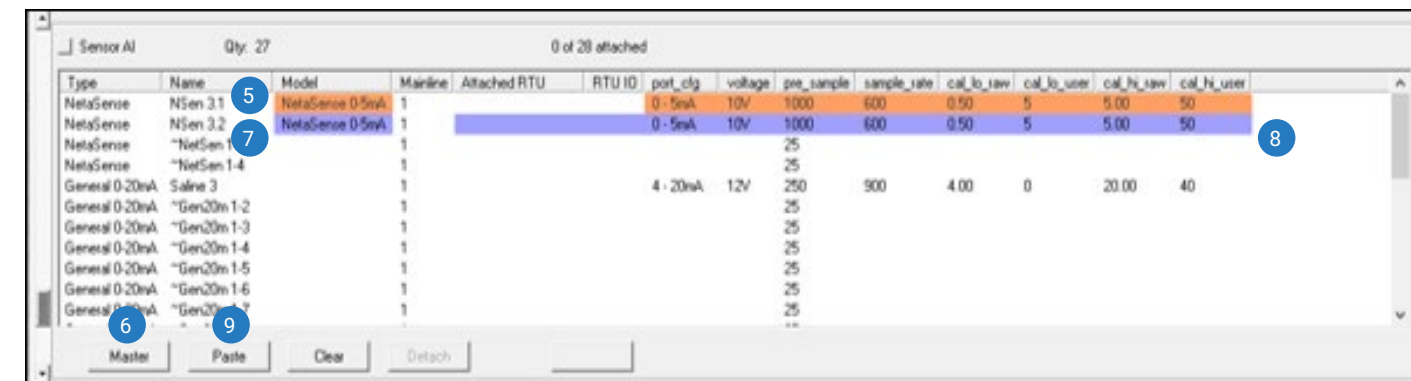 Sensor AI Qty: 27 0 of 28 attached
Type Name Model Mainline Attached RTU RTU IO port_cfg voltage pre_sample sample_rate cal_lo_raw cal_lo_user cal_hi_raw cal_hi_user
NetaSense NSen 3.1 5 NetaSense 0-5mA 1 0 - 5mA 10V 1000 600 0.50 5 5.00 50
NetaSense NSen 3.2 7 NetaSense 0-5mA 1 0 - 5mA 10V 1000 600 0.50 5 5.00 50 8
NetaSense ~NetSen 1 25
NetaSense ~NetSen 1-4 1 25
General 0-20mA Saline 3 1 4 - 20mA 12V 250 900 4.00 0 20.00 40
General 0-20mA ~Gen20m 1-2 1 25
General 0-20mA ~Gen20m 1-3 1 25
General 0-20mA ~Gen20m 1-4 1 25
General 0-20mA ~Gen20m 1-5 1 25
General 0-20mA ~Gen20m 1-6 1 25
General 1 25
6 9
Master Paste Clear Detach